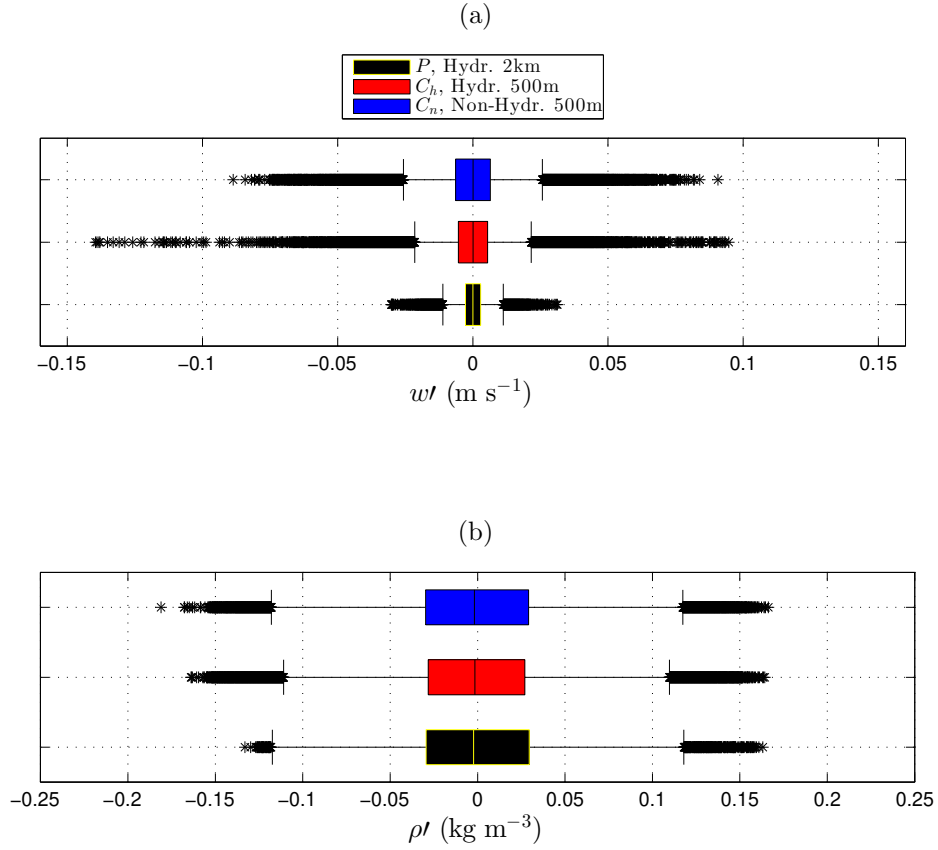 (a)
P, Hydr. 2km
C_h, Hydr. 500m
C_n, Non-Hydr. 500m
−0.15 −0.1 −0.05 0 0.05 0.1 0.15
w′ (m s⁻¹)
(b)
−0.25 −0.2 −0.15 −0.1 −0.05 0 0.05 0.1 0.15 0.2 0.25
ρ′ (kg m⁻³)